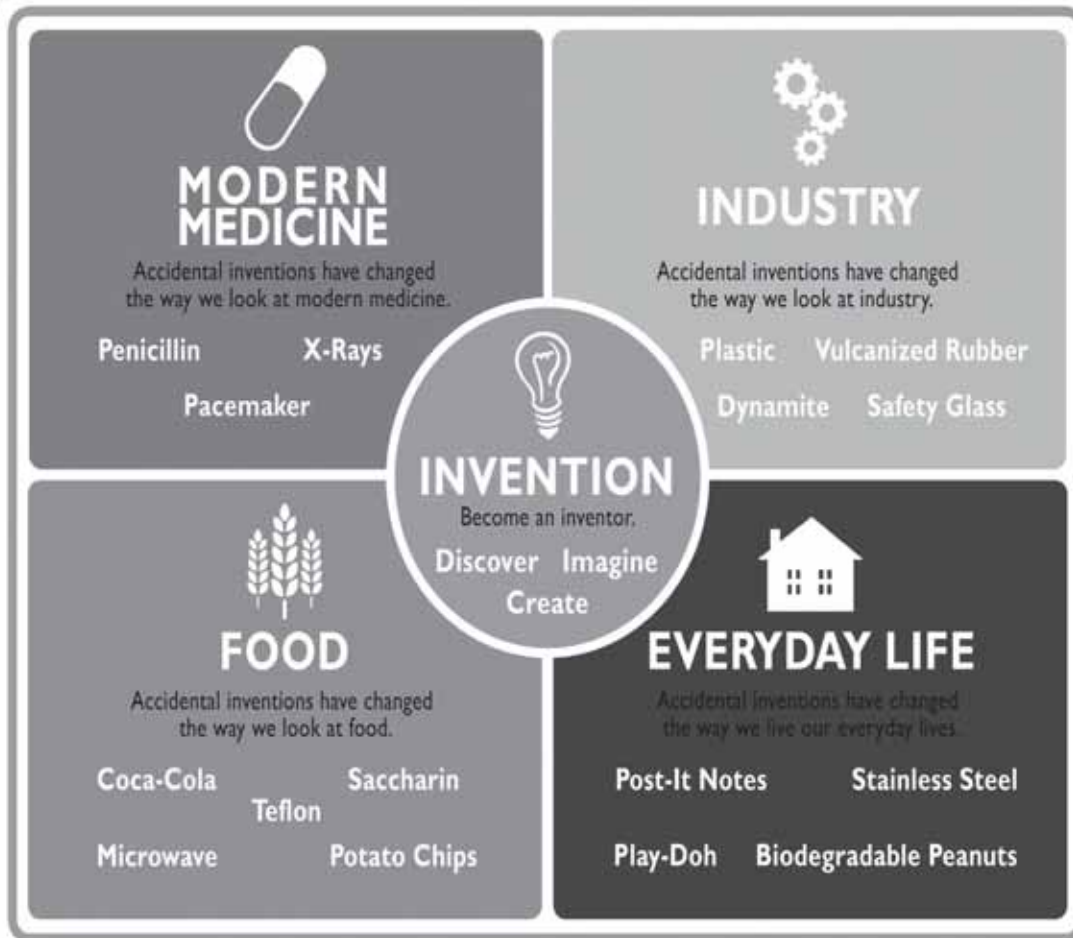 MODERN
MEDICINE
Accidental inventions have changed
the way we look at modern medicine.
Penicillin X-Rays
Pacemaker
INDUSTRY
Accidental inventions have changed
the way we look at industry.
Plastic Vulcanized Rubber
Dynamite Safety Glass
INVENTION
Become an inventor.
Discover Imagine
Create
FOOD
Accidental inventions have changed
the way we look at food.
Coca-Cola Saccharin
Teflon
Microwave Potato Chips
EVERYDAY LIFE
Accidental inventions have changed
the way we live our everyday lives.
Post-It Notes Stainless Steel
Play-Doh Biodegradable Peanuts